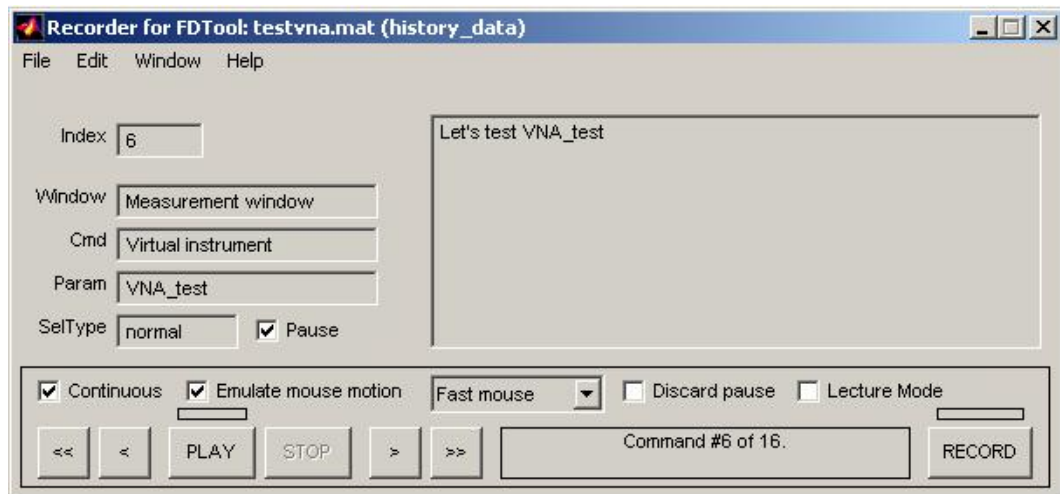 Recorder for FDTool: testvna.mat (history_data)
File Edit Window Help
Index 6
Let's test VNA_test
Window Measurement window
Cmd Virtual instrument
Param VNA_test
SelType normal Pause
Continuous Emulate mouse motion Fast mouse Discard pause Lecture Mode
<< < PLAY STOP > >> Command #6 of 16. RECORD